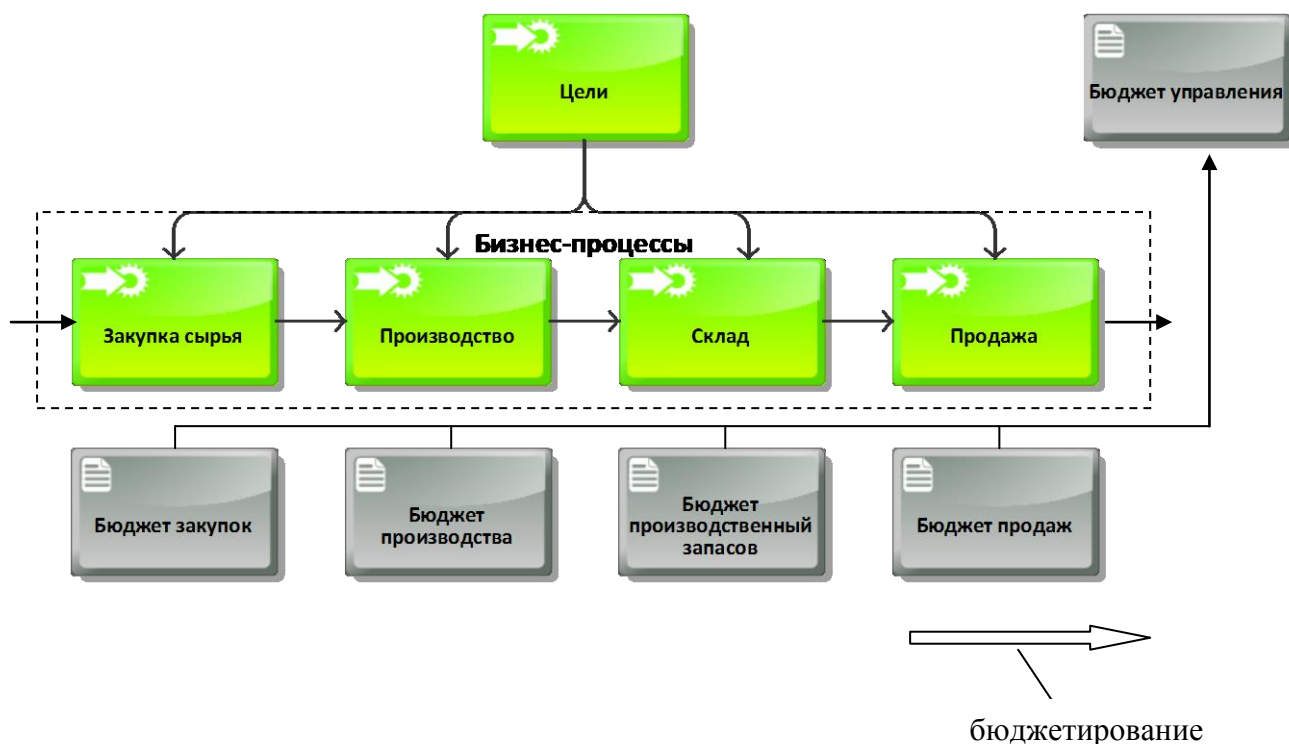 Цели
Бюджет управления
Бизнес-процессы
Закупка сырья
Производство
Склад
Продажа
Бюджет закупок
Бюджет
производства
Бюджет
производственный
запасов
Бюджет продаж
бюджетирование